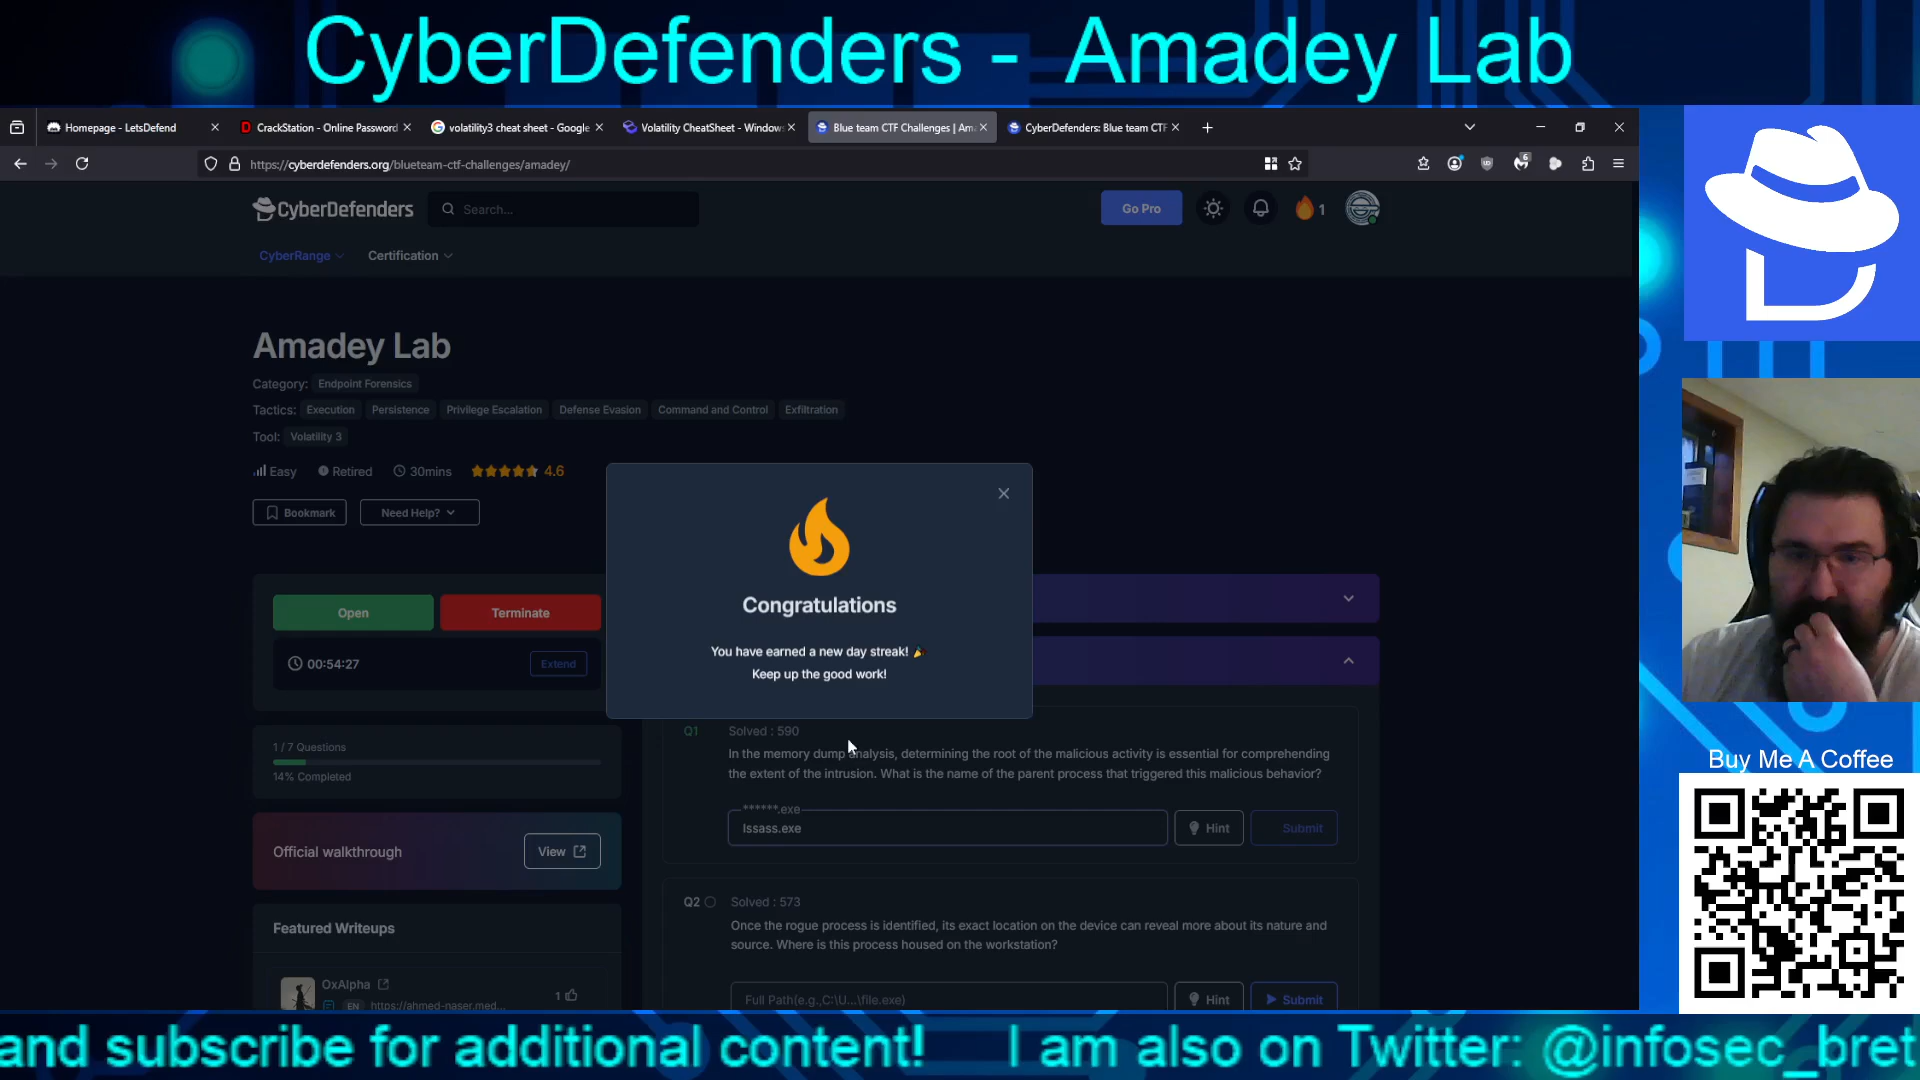 CyberDefenders - Amadey Lab
Homepage - LetsDefend
CrackStation - Online Password
volatility3 cheat sheet - Google
Volatility CheatSheet - Window
Blue team CTF Challenges | Am
CyberDefenders: Blue team CTF
https://cyberdefenders.org/blueteam-ctf-challenges/amadey/
6
CyberDefenders
Search...
Go Pro
1
CyberRange
Certification
Amadey Lab
Category: Endpoint Forensics
Tactics: Execution Persistence Privilege Escalation Defense Evasion Command and Control Exfiltration
Tool: Volatility 3
Easy Retired 30mins 4.6
Bookmark
Need Help?
Congratulations
You have earned a new day streak! 🎉
Keep up the good work!
Open
Terminate
00:54:27
Extend
1 / 7 Questions
14% Completed
Official walkthrough
View
Featured Writeups
OxAlpha
EN https://ahmed-naser.med...
1
Q1 Solved : 590
In the memory dump analysis, determining the root of the malicious activity is essential for comprehending
the extent of the intrusion. What is the name of the parent process that triggered this malicious behavior?
******.exe
lssass.exe
Hint
Submit
Q2 Solved : 573
Once the rogue process is identified, its exact location on the device can reveal more about its nature and
source. Where is this process housed on the workstation?
Full Path(e.g.,C:\U...\file.exe)
Hint
Submit
Buy Me A Coffee
and subscribe for additional content! I am also on Twitter: @infosec_bret